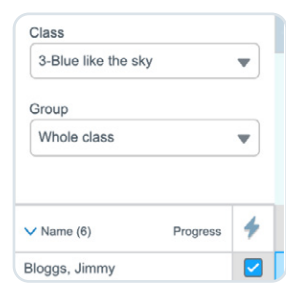 Class
3-Blue like the sky
Group
Whole class
Name (6) Progress
Bloggs, Jimmy